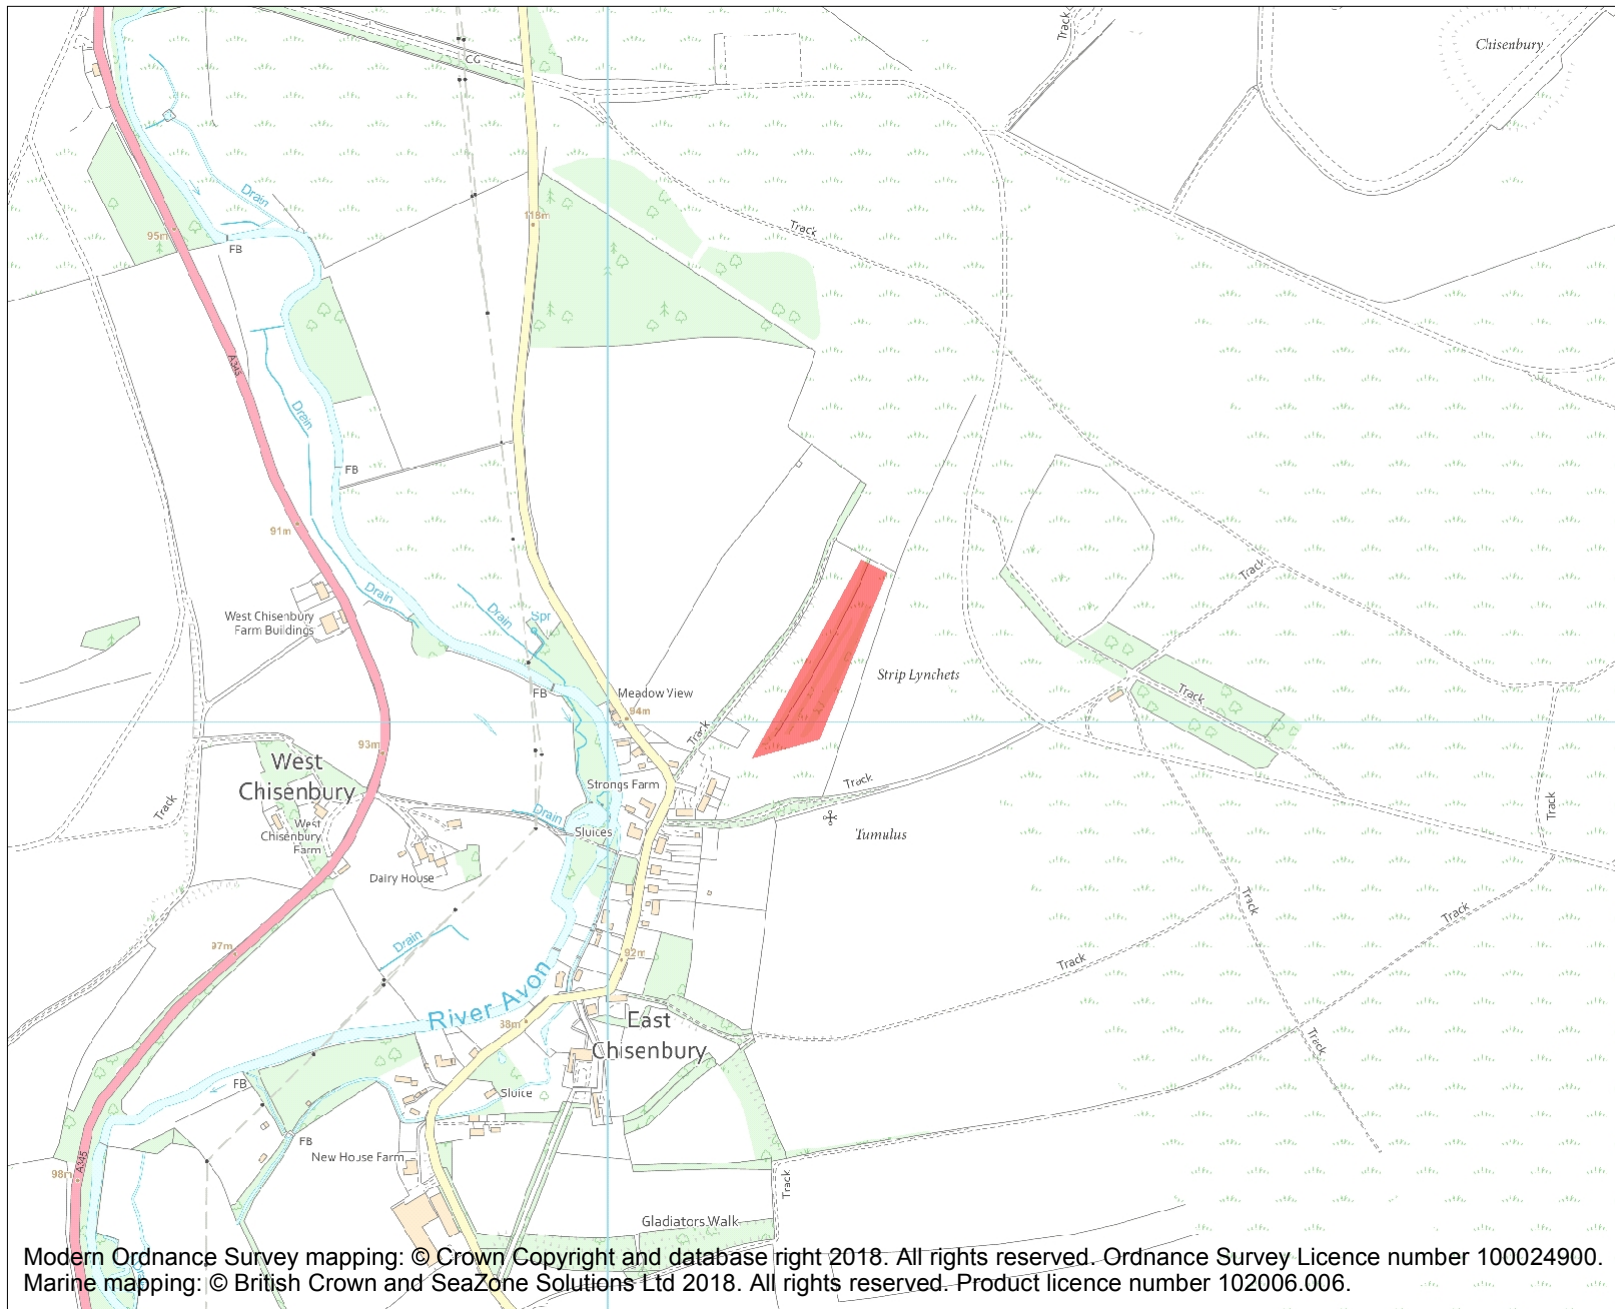 Track
Chisenbury
CG
Drain
118m
95m
FB
Track
A345
Drain
FB
91m
Track
Drain
Drain
Spr
West Chisenbury
Farm Buildings
Strip Lynchets
FB
Meadow View
94m
Track
Track
93m
West
Chisenbury
Strongs Farm
Track
Track
Track
Drain
Sluices
Tumulus
West
Chisenbury
Farm
Dairy House
Track
Track
97m
Drain
92m
Track
River Avon
38m
East
Chisenbury
Track
FB
Sluice
FB
New House Farm
98m
A345
Track
Gladiators Walk
Modern Ordnance Survey mapping: © Crown Copyright and database right 2018. All rights reserved. Ordnance Survey Licence number 100024900.
Marine mapping: © British Crown and SeaZone Solutions Ltd 2018. All rights reserved. Product licence number 102006.006.